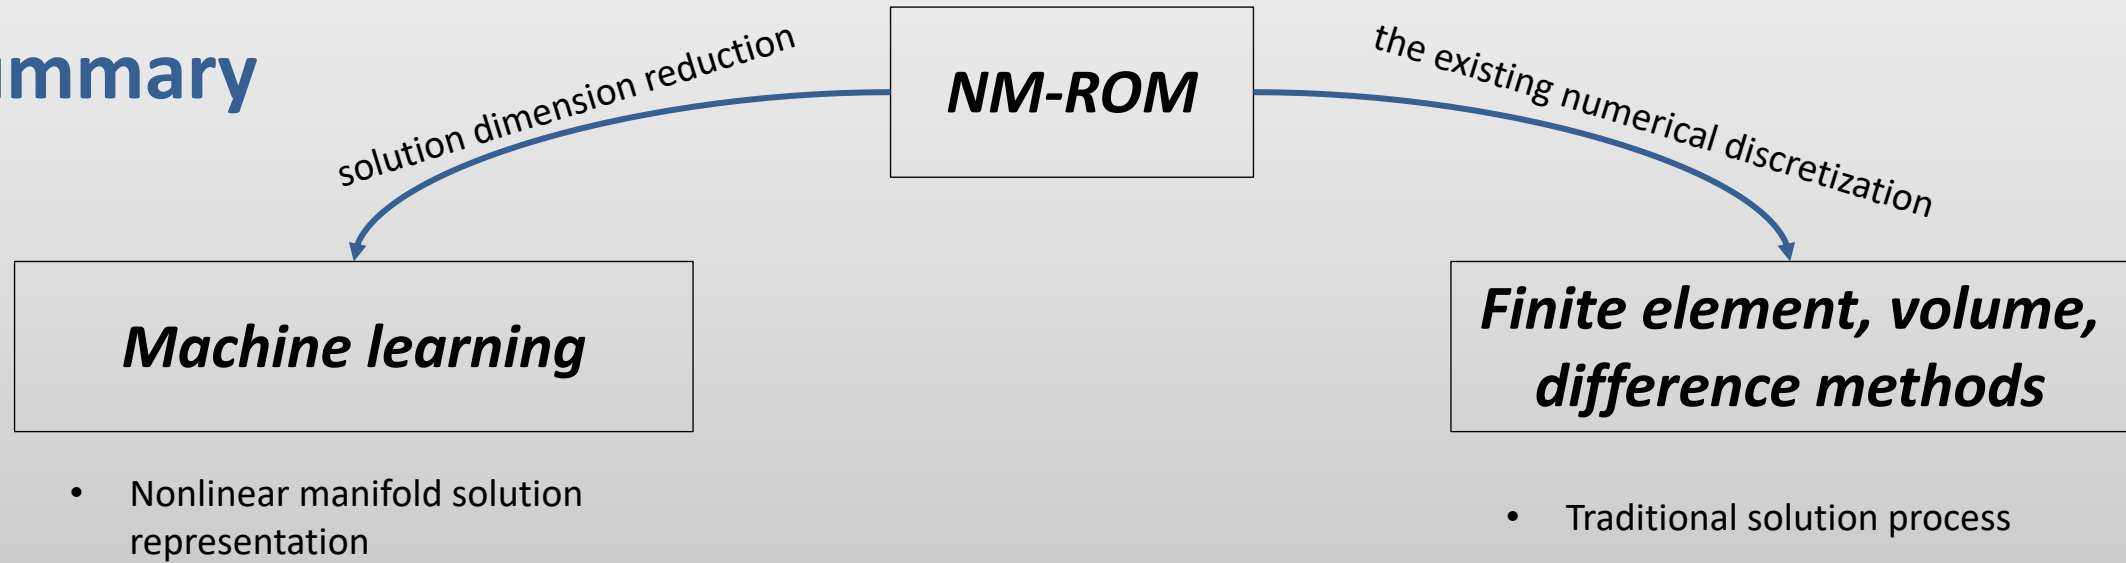 ummary
solution dimension reduction
NM-ROM
the existing numerical discretization
Machine learning
Finite element, volume,
difference methods
• Nonlinear manifold solution
representation
• Traditional solution process